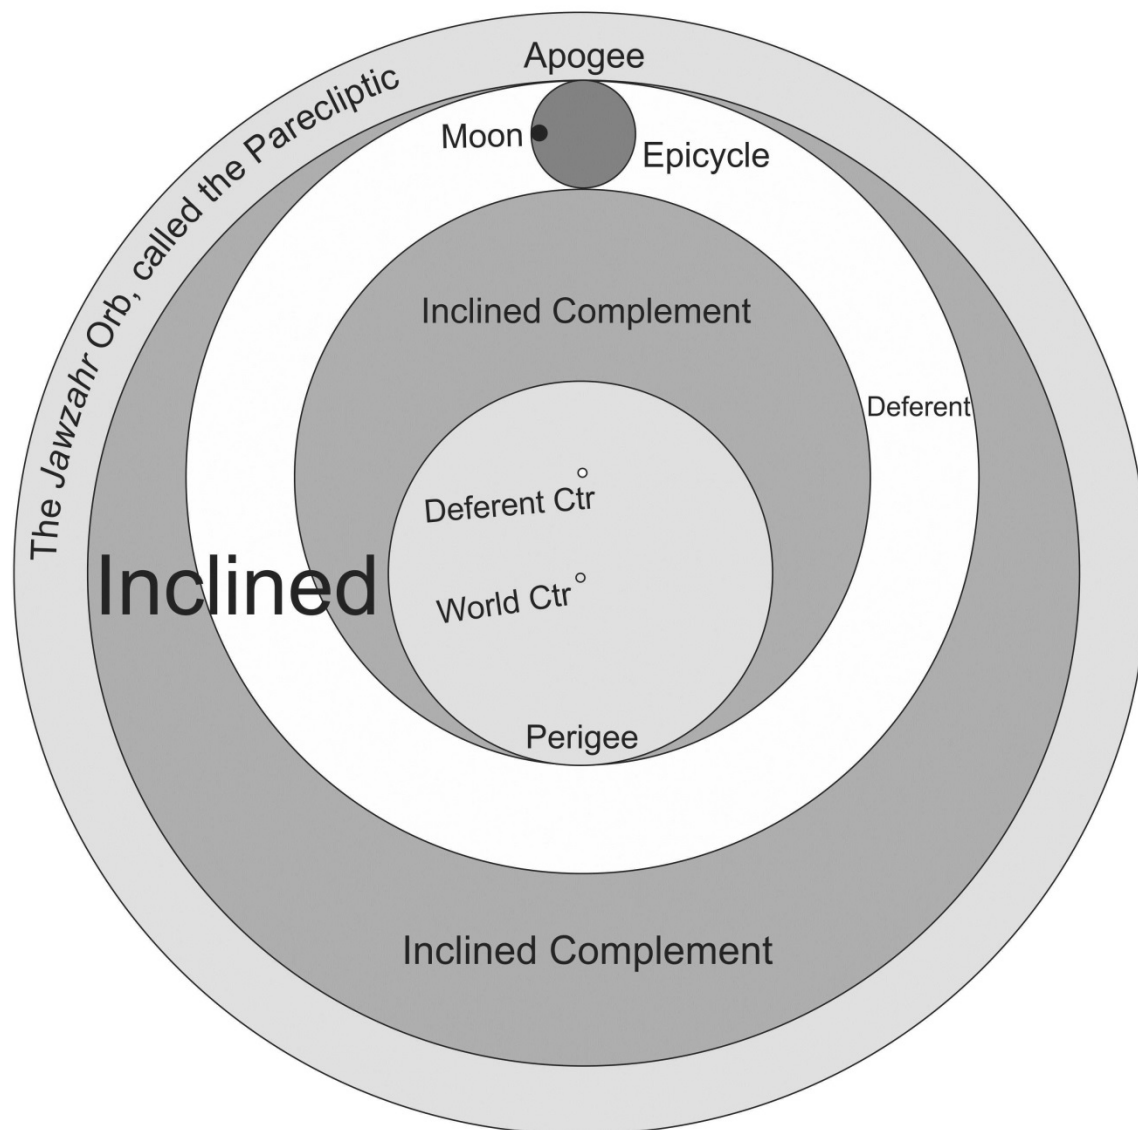 Apogee
The Jawzahr Orb, called the Parecliptic
Moon
Epicycle
Inclined Complement
Deferent
Deferent Ctr
Inclined
World Ctr
Perigee
Inclined Complement